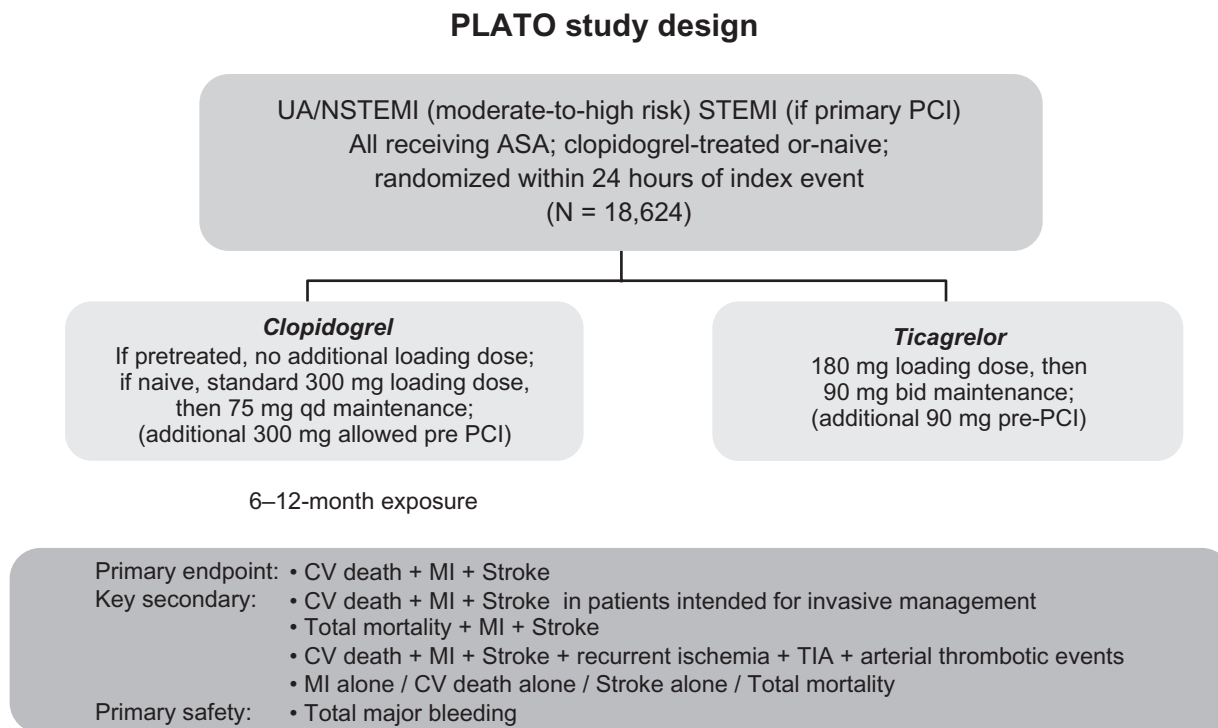 PLATO study design
UA/NSTEMI (moderate-to-high risk) STEMI (if primary PCI)
All receiving ASA; clopidogrel-treated or-naive;
randomized within 24 hours of index event
(N = 18,624)
Clopidogrel
If pretreated, no additional loading dose;
if naive, standard 300 mg loading dose,
then 75 mg qd maintenance;
(additional 300 mg allowed pre PCI)
Ticagrelor
180 mg loading dose, then
90 mg bid maintenance;
(additional 90 mg pre-PCI)
6–12-month exposure
Primary endpoint: • CV death + MI + Stroke
Key secondary: • CV death + MI + Stroke in patients intended for invasive management
• Total mortality + MI + Stroke
• CV death + MI + Stroke + recurrent ischemia + TIA + arterial thrombotic events
• MI alone / CV death alone / Stroke alone / Total mortality
Primary safety: • Total major bleeding